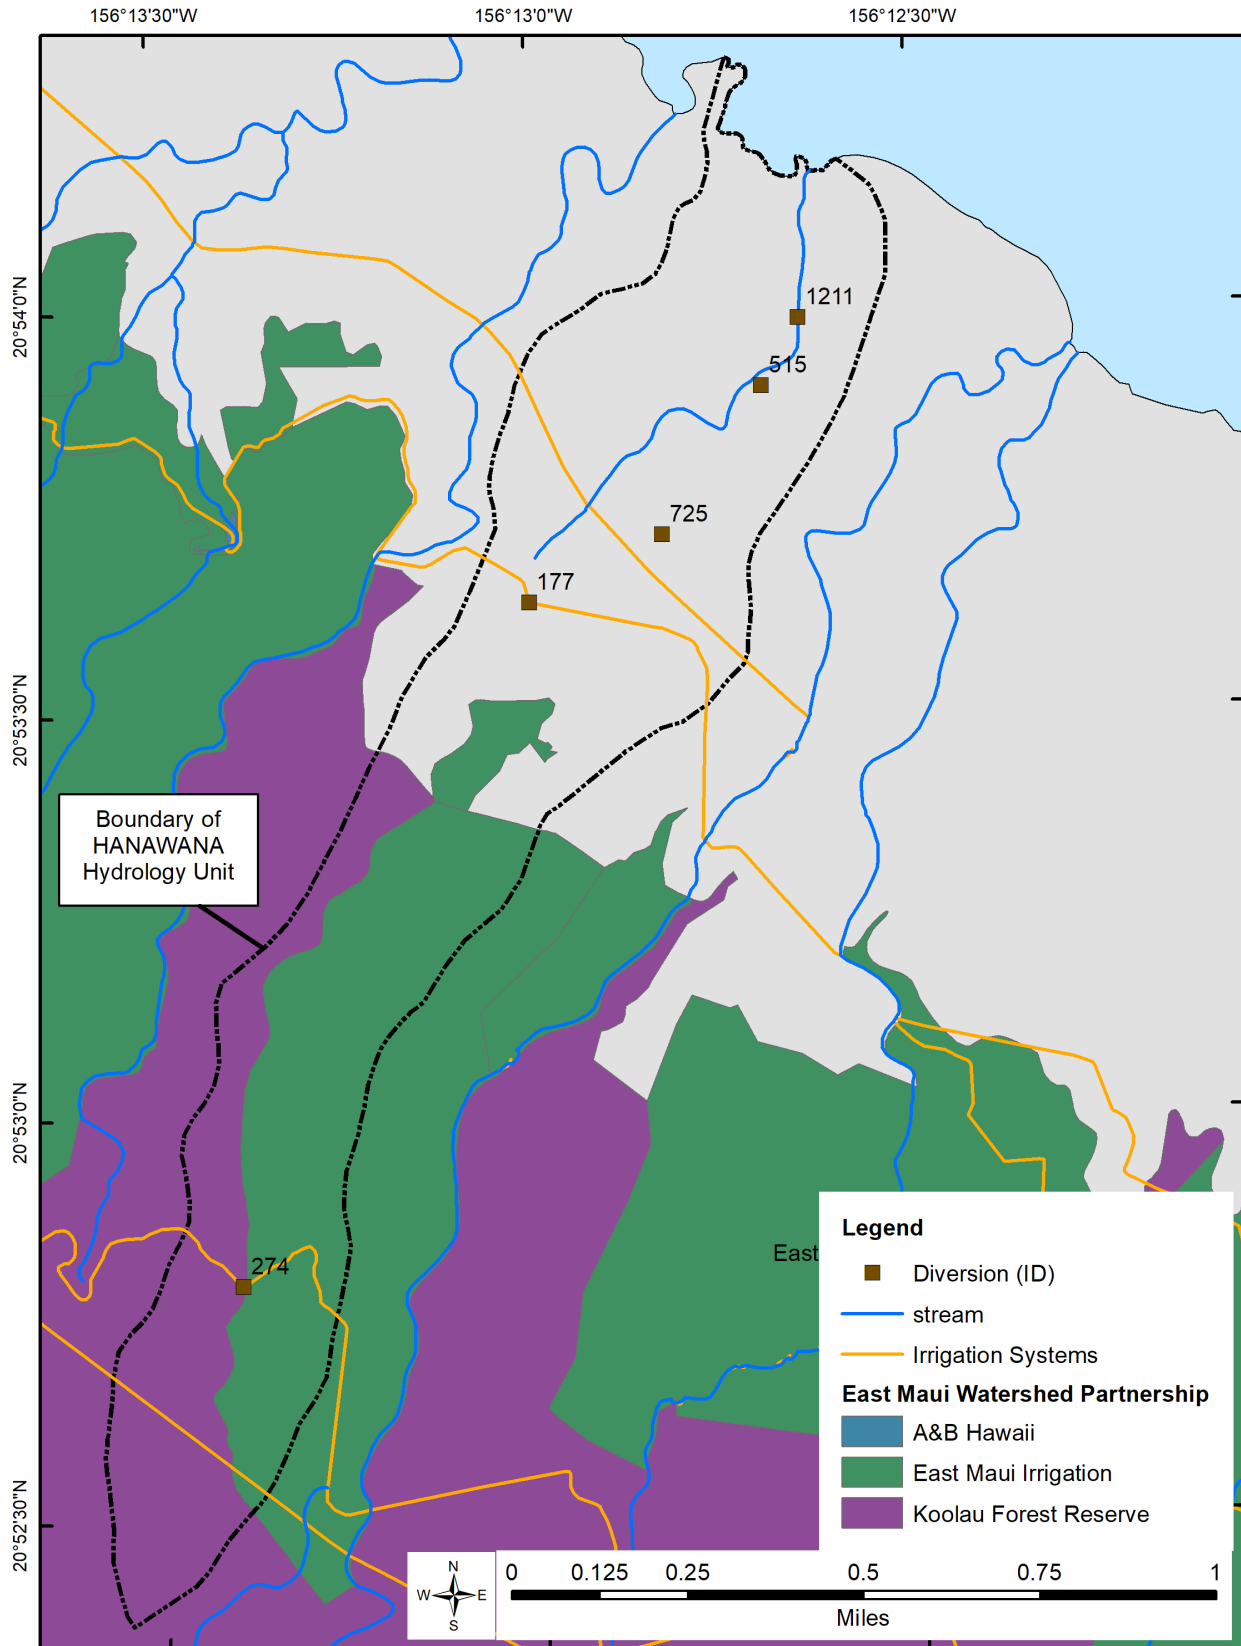 156°13'30"W
156°13'0"W
156°12'30"W
20°54'0"N
20°53'30"N
20°53'0"N
20°52'30"N
1211
515
725
177
Boundary of
HANAWANA
Hydrology Unit
274
East
Legend
Diversion (ID)
stream
Irrigation Systems
East Maui Watershed Partnership
A&B Hawaii
East Maui Irrigation
Koolau Forest Reserve
N
W E
S
0 0.125 0.25 0.5 0.75 1
Miles